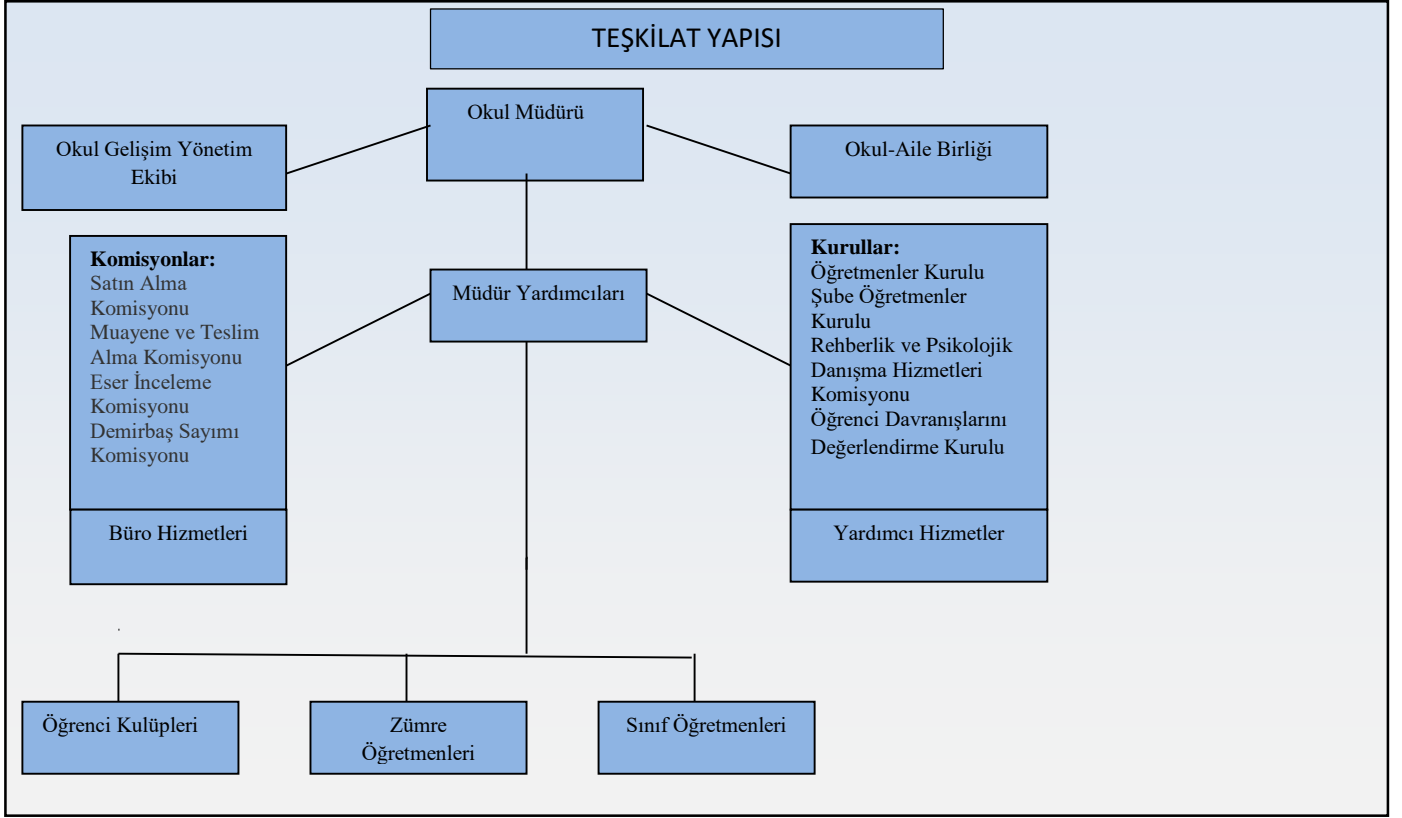 TEŞKİLAT YAPISI
Okul Müdürü
Okul Gelişim Yönetim
Ekibi
Okul-Aile Birliği
Komisyonlar:
Satın Alma
Komisyonu
Muayene ve Teslim
Alma Komisyonu
Eser İnceleme
Komisyonu
Demirbaş Sayımı
Komisyonu
Müdür Yardımcıları
Kurullar:
Öğretmenler Kurulu
Şube Öğretmenler
Kurulu
Rehberlik ve Psikolojik
Danışma Hizmetleri
Komisyonu
Öğrenci Davranışlarını
Değerlendirme Kurulu
Büro Hizmetleri
Yardımcı Hizmetler
Öğrenci Kulüpleri
Zümre
Öğretmenleri
Sınıf Öğretmenleri